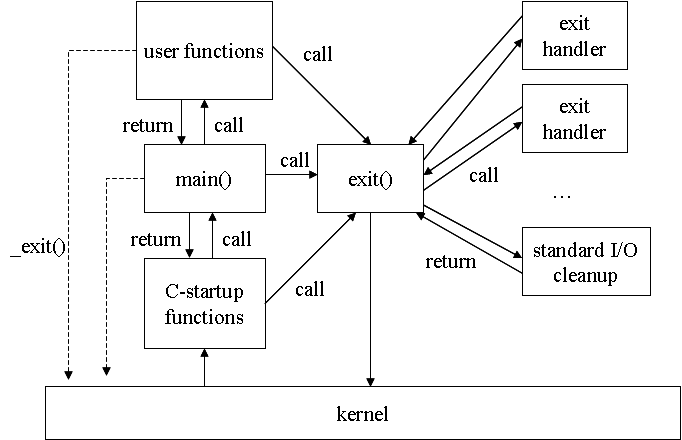 exit
handler
user functions
call
exit
handler
return
call
main()
call
exit()
call
...
return
call
_exit()
return
standard I/O
cleanup
C-startup
functions
call
kernel